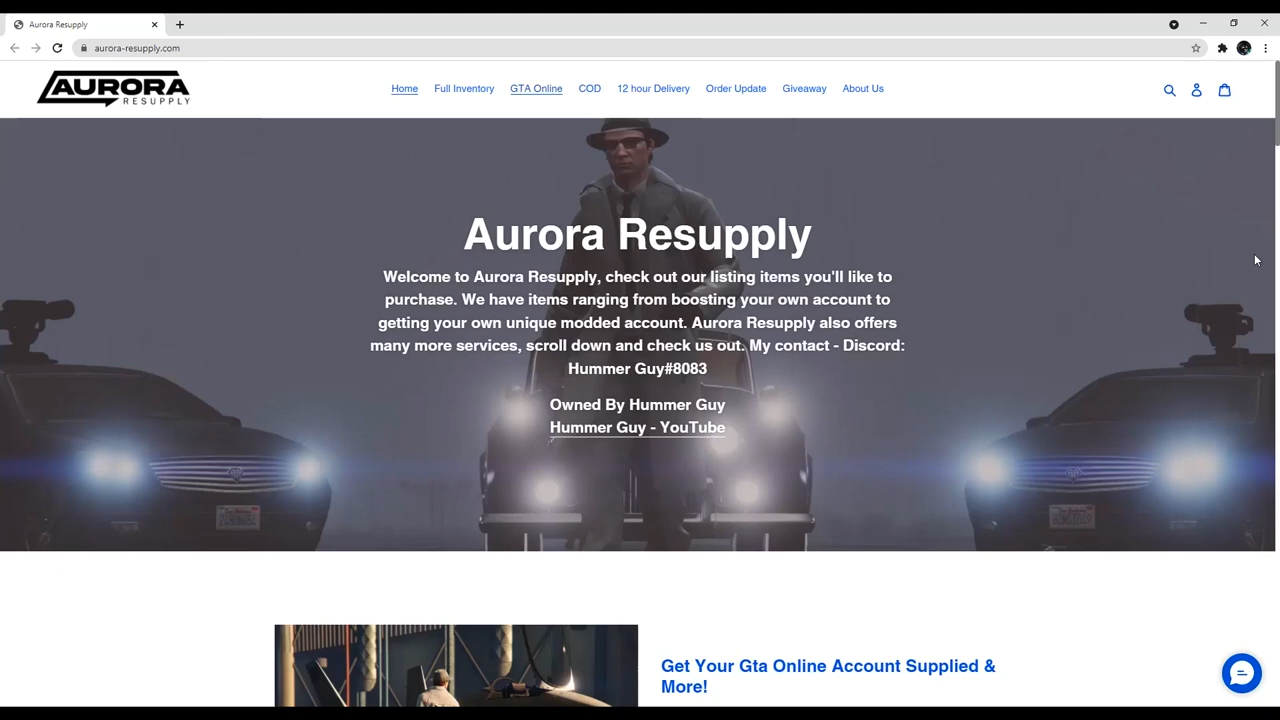 Aurora Resupply
aurora-resupply.com
AURORA
RESUPPLY
Home Full Inventory GTA Online COD 12 hour Delivery Order Update Giveaway About Us
Aurora Resupply
Welcome to Aurora Resupply, check out our listing items you'll like to
purchase. We have items ranging from boosting your own account to
getting your own unique modded account. Aurora Resupply also offers
many more services, scroll down and check us out. My contact - Discord:
Hummer Guy#8083
Owned By Hummer Guy
Hummer Guy - YouTube
Get Your Gta Online Account Supplied &
More!